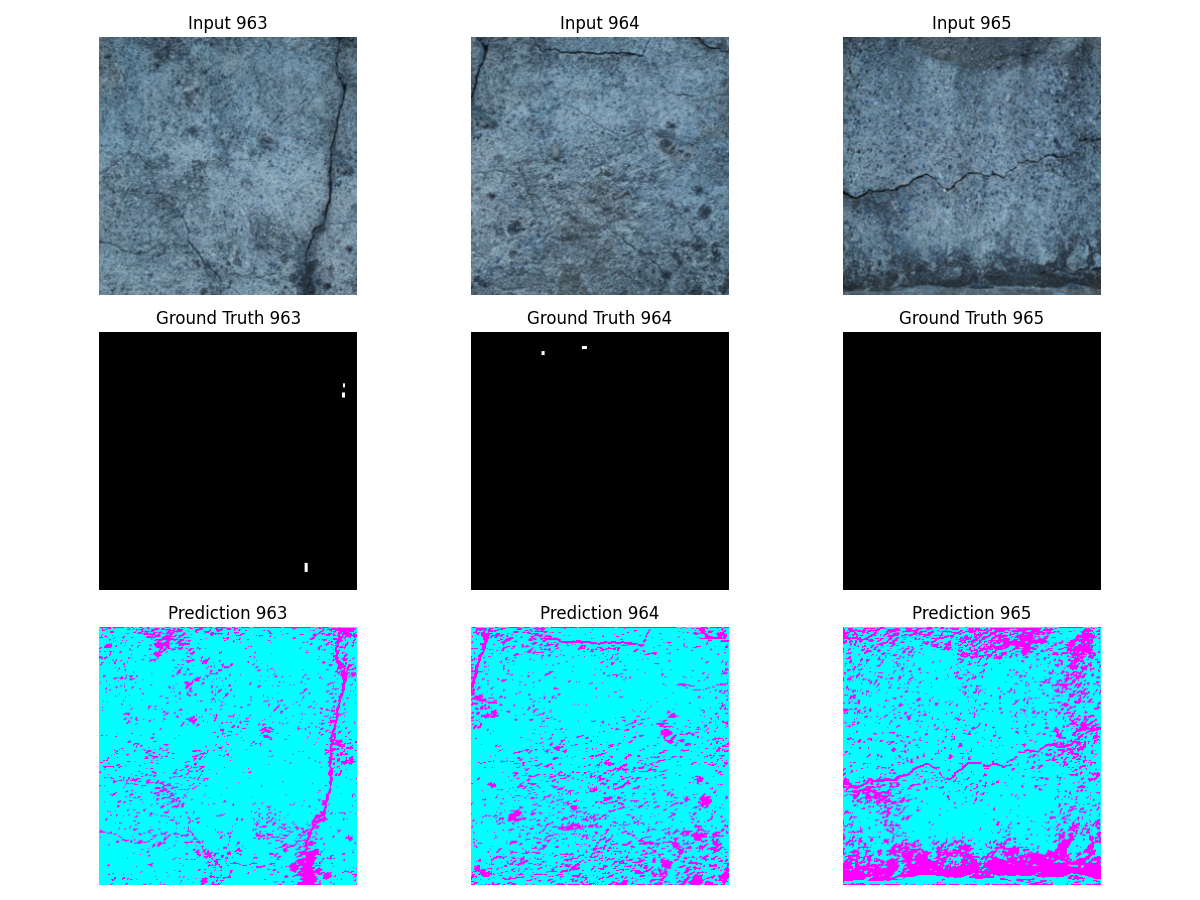 Input 963
Input 964
Input 965
Ground Truth 963
Ground Truth 964
Ground Truth 965
Prediction 963
Prediction 964
Prediction 965